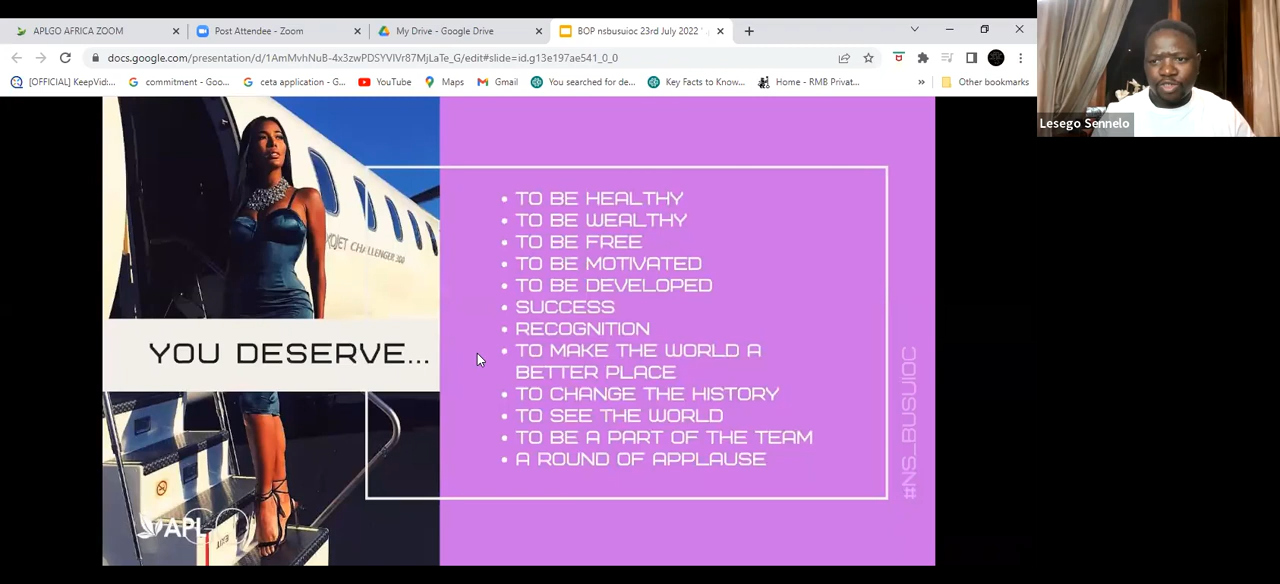 APLGO AFRICA ZOOM
Post Attendee - Zoom
My Drive - Google Drive
BOP nsbusuioc 23rd July 2022
docs.google.com/presentation/d/1AmMvhNuB-4x3zwPDSYVlVr87MjLaTe_G/edit#slide=id.g13e197ae541_0_0
[OFFICIAL] KeepVid:...
commitment - Goo...
ceta application - G...
YouTube
Maps
Gmail
You searched for de...
Key Facts to Know...
Home - RMB Privat...
»
Other bookmarks
Lesego Sennelo
XOJET CHALLENGER 300
YOU DESERVE...
APL
• TO BE HEALTHY
• TO BE WEALTHY
• TO BE FREE
• TO BE MOTIVATED
• TO BE DEVELOPED
• SUCCESS
• RECOGNITION
• TO MAKE THE WORLD A
BETTER PLACE
• TO CHANGE THE HISTORY
• TO SEE THE WORLD
• TO BE A PART OF THE TEAM
• A ROUND OF APPLAUSE
#NS_BUSUIOC